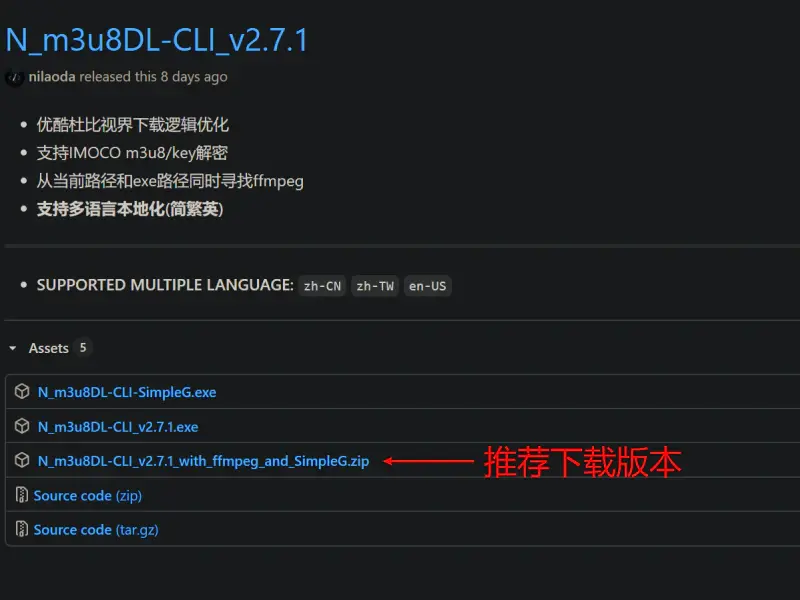 N_m3u8DL-CLI_v2.7.1
nilaoda released this 8 days ago
优酷杜比视界下载逻辑优化
支持IMOCO m3u8/key解密
从当前路径和exe路径同时寻找ffmpeg
支持多语言本地化(简繁英)
SUPPORTED MULTIPLE LANGUAGE: zh-CN zh-TW en-US
Assets 5
N_m3u8DL-CLI-SimpleG.exe
N_m3u8DL-CLI_v2.7.1.exe
N_m3u8DL-CLI_v2.7.1_with_ffmpeg_and_SimpleG.zip 推荐下载版本
Source code (zip)
Source code (tar.gz)